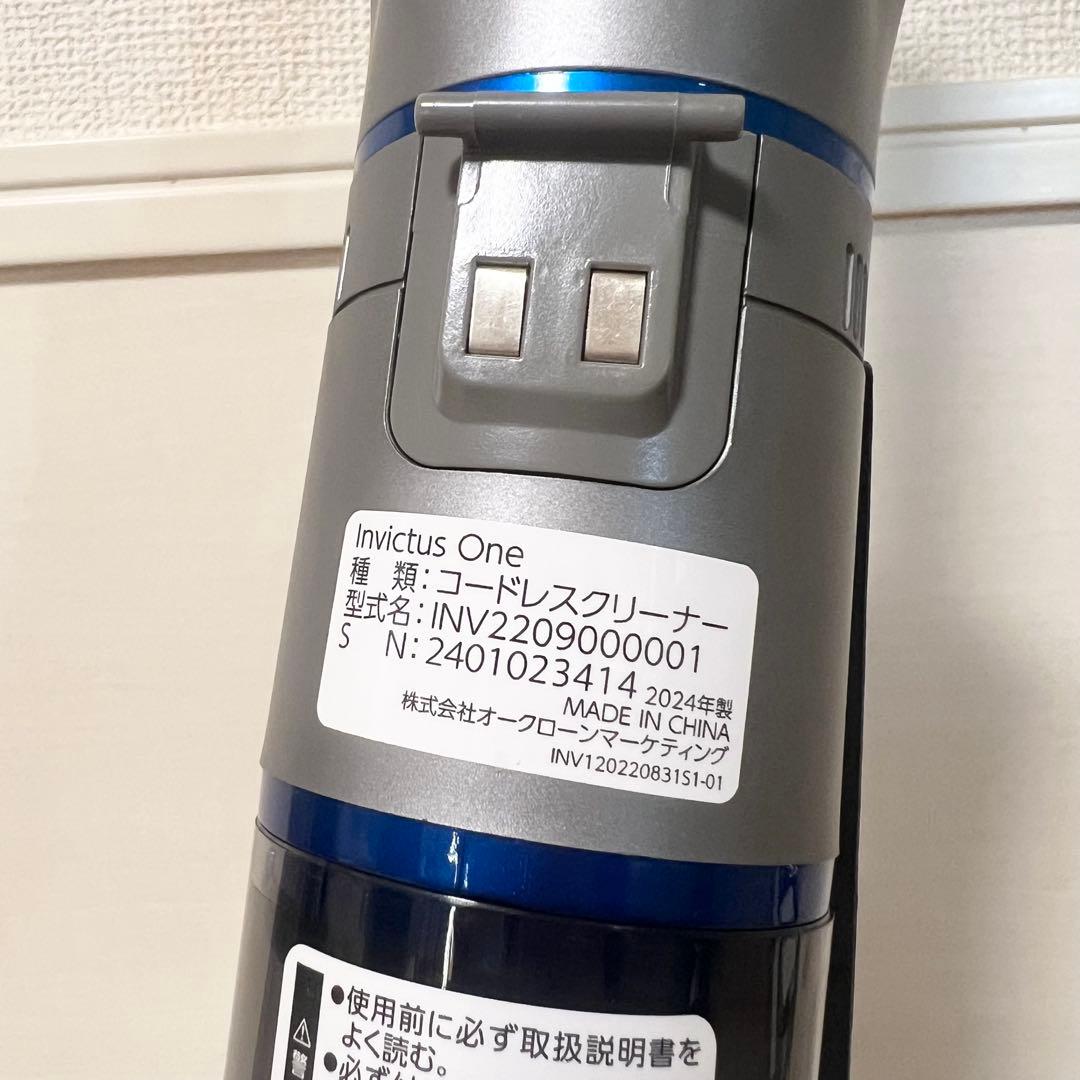 Invictus One
種 類：コードレスクリーナー
型式名：INV2209000001
S N：2401023414 2024年製
MADE IN CHINA
株式会社オークローンマーケティング
INV120220831S1-01
●使用前に必ず取扱説明書を
よく読む。
●必ず